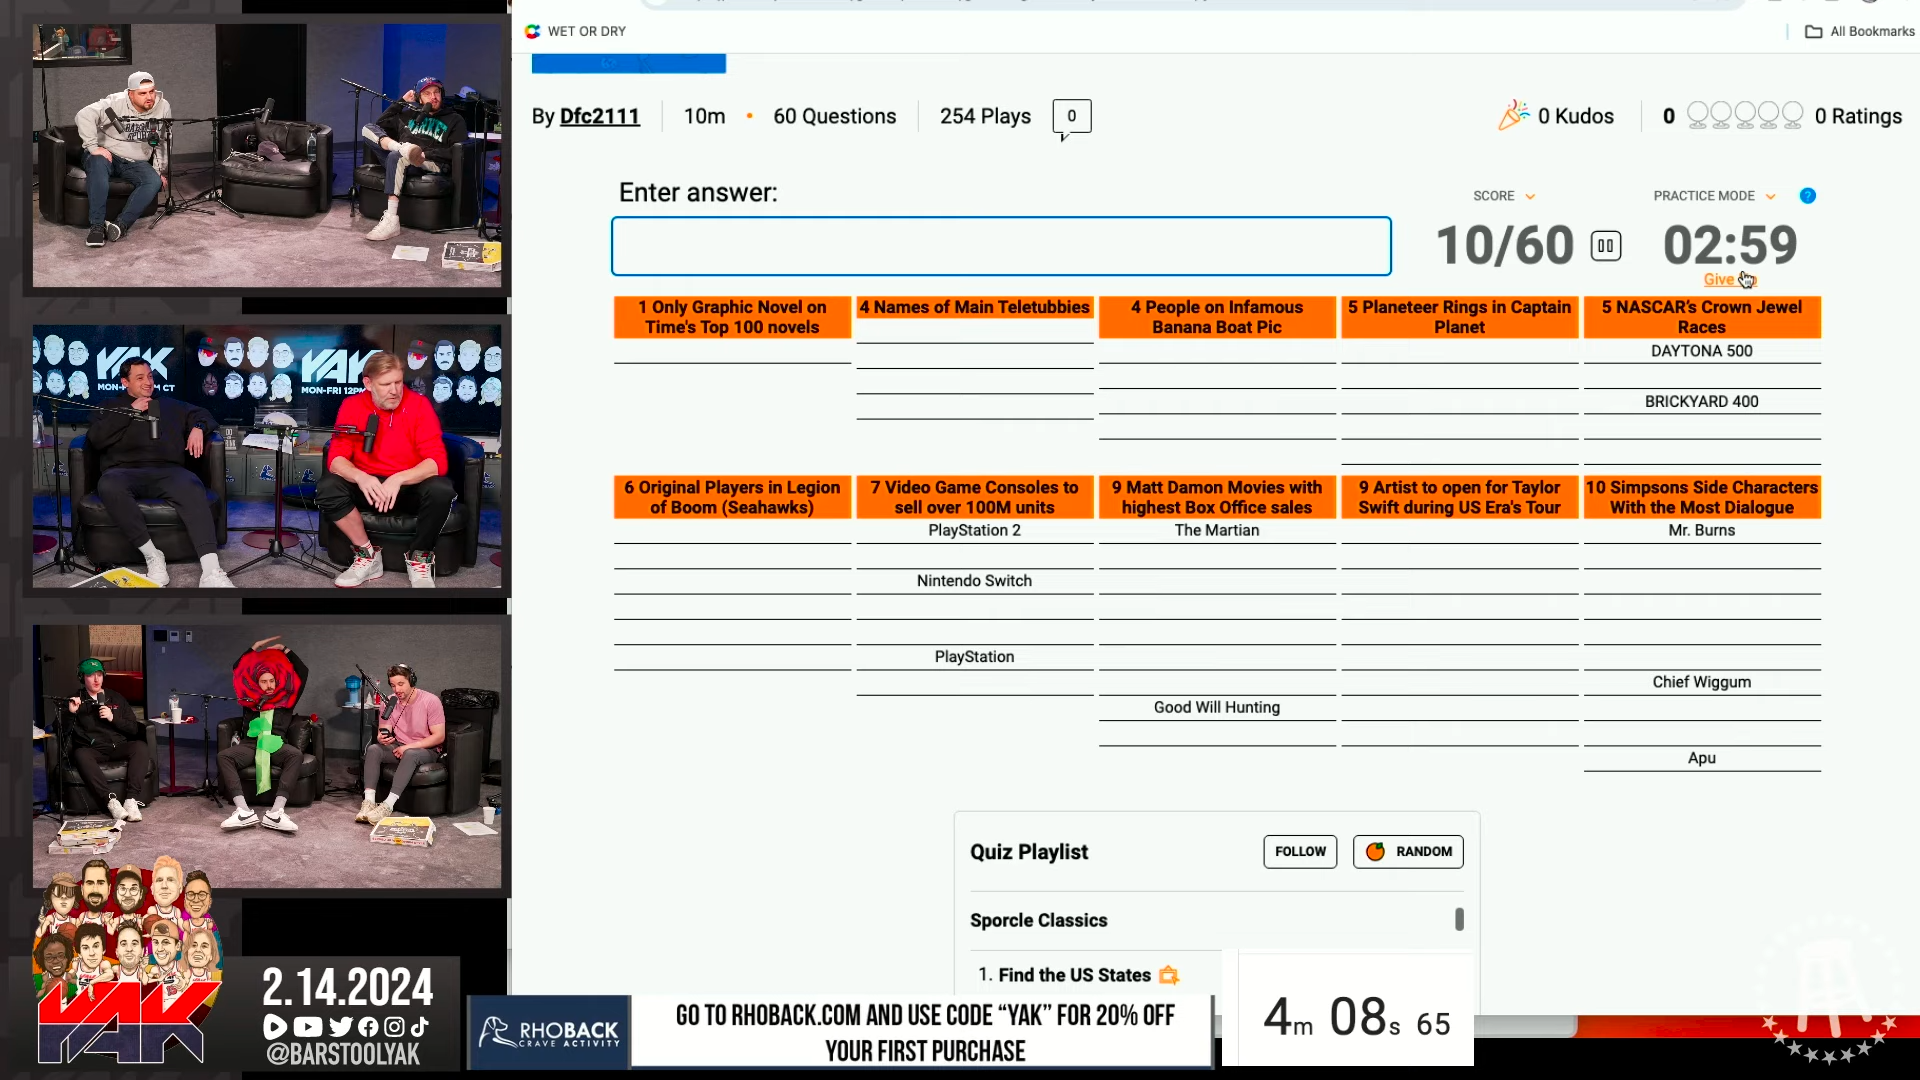 WET OR DRY
All Bookmarks
By Dfc2111
10m • 60 Questions
254 Plays
0
0 Kudos
0
0 Ratings
Enter answer:
SCORE
10/60
PRACTICE MODE
?
02:59
Give
1 Only Graphic Novel on
Time's Top 100 novels
4 Names of Main Teletubbies
4 People on Infamous
Banana Boat Pic
5 Planeteer Rings in Captain
Planet
5 NASCAR's Crown Jewel
Races
DAYTONA 500
BRICKYARD 400
6 Original Players in Legion
of Boom (Seahawks)
7 Video Game Consoles to
sell over 100M units
PlayStation 2
Nintendo Switch
PlayStation
9 Matt Damon Movies with
highest Box Office sales
The Martian
Good Will Hunting
9 Artist to open for Taylor
Swift during US Era's Tour
10 Simpsons Side Characters
With the Most Dialogue
Mr. Burns
Chief Wiggum
Apu
Quiz Playlist
FOLLOW
RANDOM
Sporcle Classics
1. Find the US States
4m 08s 65
YAK
YAK
MON-FRI 12PM
YAK
2.14.2024
@BARSTOOLYAK
RHOBACK
CRAVE ACTIVITY
GO TO RHOBACK.COM AND USE CODE “YAK” FOR 20% OFF
YOUR FIRST PURCHASE